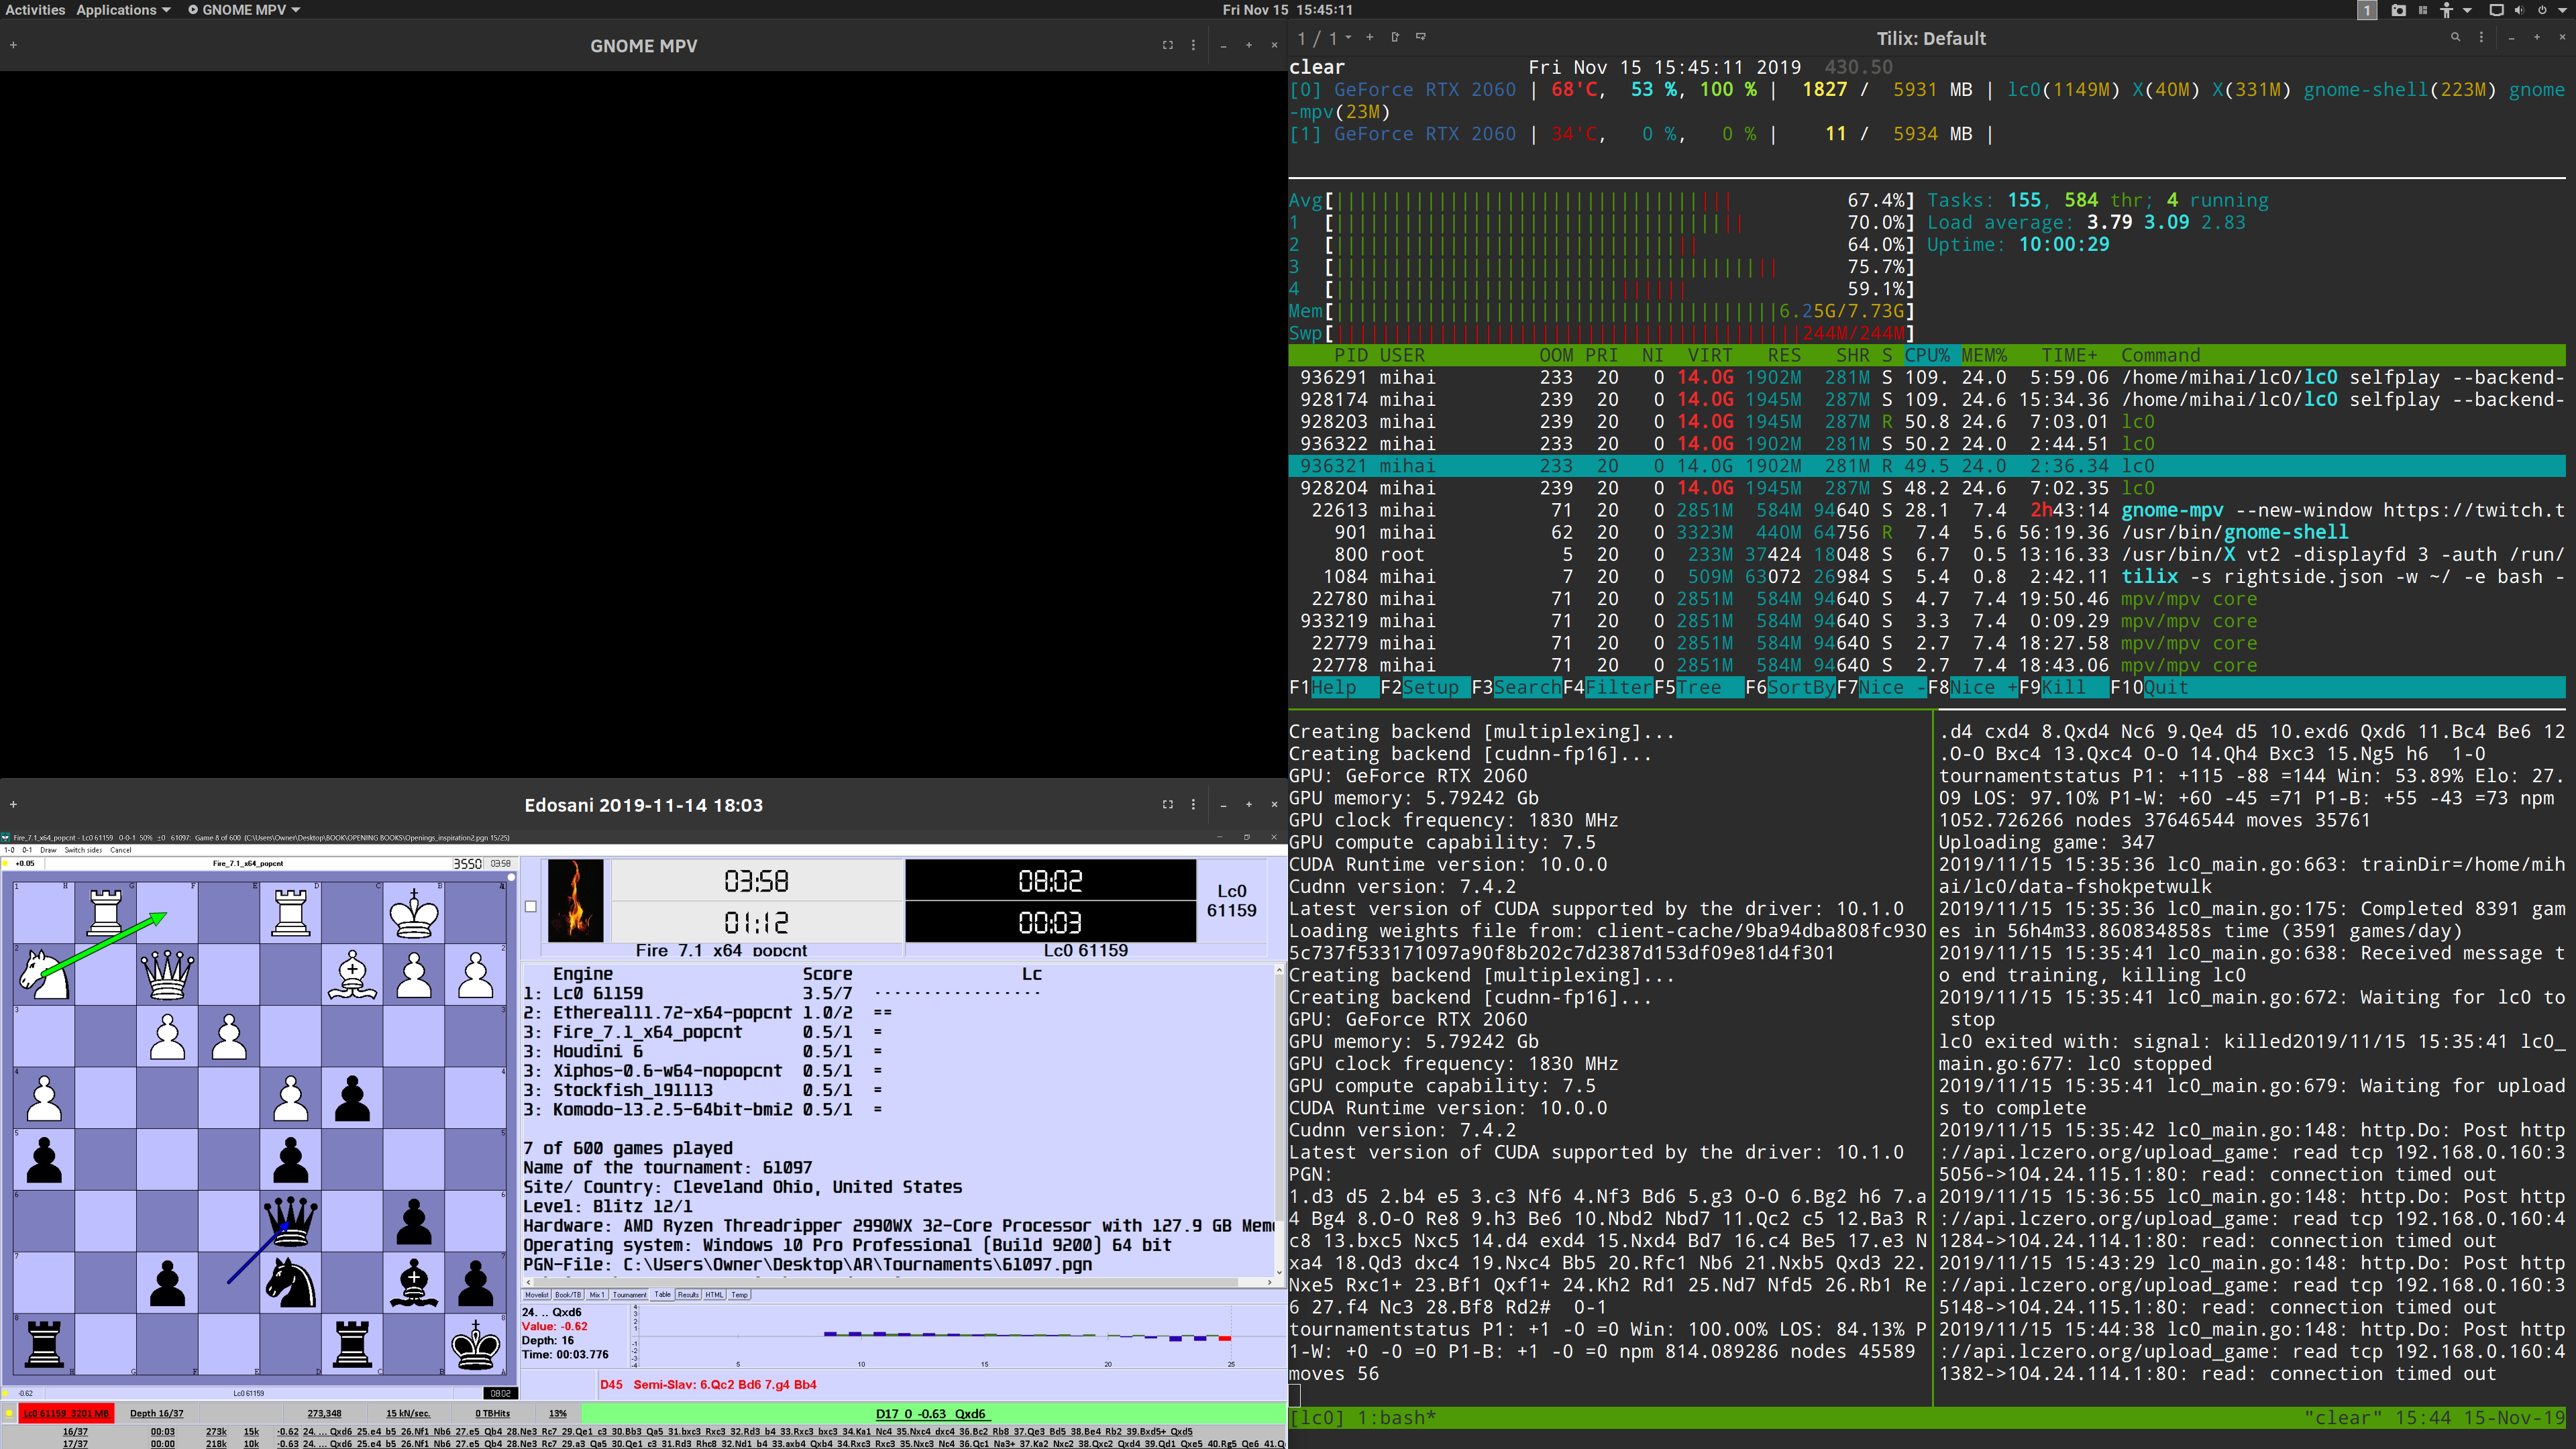 Activities Applications GNOME MPV Fri Nov 15 15:45:11 1
GNOME MPV
1 / 1 Tilix: Default
clear Fri Nov 15 15:45:11 2019 430.50
[0] GeForce RTX 2060 | 68'C, 53 %, 100 % | 1827 / 5931 MB | lc0(1149M) X(40M) X(331M) gnome-shell(223M) gnome
-mpv(23M)
[1] GeForce RTX 2060 | 34'C, 0 %, 0 % | 11 / 5934 MB |
Avg[ 67.4%] Tasks: 155, 584 thr; 4 running
1 [ 70.0%] Load average: 3.79 3.09 2.83
2 [ 64.0%] Uptime: 10:00:29
3 [ 75.7%]
4 [ 59.1%]
Mem[ 6.25G/7.73G]
Swp[ 244M/244M]
PID USER OOM PRI NI VIRT RES SHR S CPU% MEM% TIME+ Command
936291 mihai 233 20 0 14.0G 1902M 281M S 109. 24.0 5:59.06 /home/mihai/lc0/lc0 selfplay --backend-
928174 mihai 239 20 0 14.0G 1945M 287M S 109. 24.6 15:34.36 /home/mihai/lc0/lc0 selfplay --backend-
928203 mihai 239 20 0 14.0G 1945M 287M R 50.8 24.6 7:03.01 lc0
936322 mihai 233 20 0 14.0G 1902M 281M S 50.2 24.0 2:44.51 lc0
936321 mihai 233 20 0 14.0G 1902M 281M R 49.5 24.0 2:36.34 lc0
928204 mihai 239 20 0 14.0G 1945M 287M S 48.2 24.6 7:02.35 lc0
22613 mihai 71 20 0 2851M 584M 94640 S 28.1 7.4 2h43:14 gnome-mpv --new-window https://twitch.t
901 mihai 62 20 0 3323M 440M 64756 R 7.4 5.6 56:19.36 /usr/bin/gnome-shell
800 root 5 20 0 233M 37424 18048 S 6.7 0.5 13:16.33 /usr/bin/X vt2 -displayfd 3 -auth /run/
1084 mihai 7 20 0 509M 63072 26984 S 5.4 0.8 2:42.11 tilix -s rightside.json -w ~/ -e bash -
22780 mihai 71 20 0 2851M 584M 94640 S 4.7 7.4 19:50.46 mpv/mpv core
933219 mihai 71 20 0 2851M 584M 94640 S 3.3 7.4 0:09.29 mpv/mpv core
22779 mihai 71 20 0 2851M 584M 94640 S 2.7 7.4 18:27.58 mpv/mpv core
22778 mihai 71 20 0 2851M 584M 94640 S 2.7 7.4 18:43.06 mpv/mpv core
F1Help F2Setup F3SearchF4FilterF5Tree F6SortByF7Nice -F8Nice +F9Kill F10Quit
Creating backend [multiplexing]...
Creating backend [cudnn-fp16]...
GPU: GeForce RTX 2060
GPU memory: 5.79242 Gb
GPU clock frequency: 1830 MHz
GPU compute capability: 7.5
CUDA Runtime version: 10.0.0
Cudnn version: 7.4.2
Latest version of CUDA supported by the driver: 10.1.0
Loading weights file from: client-cache/9ba94dba808fc930
5c737f533171097a90f8b202c7d2387d153df09e81d4f301
Creating backend [multiplexing]...
Creating backend [cudnn-fp16]...
GPU: GeForce RTX 2060
GPU memory: 5.79242 Gb
GPU clock frequency: 1830 MHz
GPU compute capability: 7.5
CUDA Runtime version: 10.0.0
Cudnn version: 7.4.2
Latest version of CUDA supported by the driver: 10.1.0
PGN:
1.d3 d5 2.b4 e5 3.c3 Nf6 4.Nf3 Bd6 5.g3 O-O 6.Bg2 h6 7.a
4 Bg4 8.O-O Re8 9.h3 Be6 10.Nbd2 Nbd7 11.Qc2 c5 12.Ba3 R
c8 13.bxc5 Nxc5 14.d4 exd4 15.Nxd4 Bd7 16.c4 Be5 17.e3 N
xa4 18.Qd3 dxc4 19.Nxc4 Bb5 20.Rfc1 Nb6 21.Nxb5 Qxd3 22.
Nxe5 Rxc1+ 23.Bf1 Qxf1+ 24.Kh2 Rd1 25.Nd7 Nfd5 26.Rb1 Re
6 27.f4 Nc3 28.Bf8 Rd2# 0-1
tournamentstatus P1: +1 -0 =0 Win: 100.00% LOS: 84.13% P
1-W: +0 -0 =0 P1-B: +1 -0 =0 npm 814.089286 nodes 45589
moves 56
.d4 cxd4 8.Qxd4 Nc6 9.Qe4 d5 10.exd6 Qxd6 11.Bc4 Be6 12
.O-O Bxc4 13.Qxc4 O-O 14.Qh4 Bxc3 15.Ng5 h6 1-0
tournamentstatus P1: +115 -88 =144 Win: 53.89% Elo: 27.
09 LOS: 97.10% P1-W: +60 -45 =71 P1-B: +55 -43 =73 npm
1052.726266 nodes 37646544 moves 35761
Uploading game: 347
2019/11/15 15:35:36 lc0_main.go:663: trainDir=/home/mih
ai/lc0/data-fshokpetwulk
2019/11/15 15:35:36 lc0_main.go:175: Completed 8391 gam
es in 56h4m33.860834858s time (3591 games/day)
2019/11/15 15:35:41 lc0_main.go:638: Received message t
o end training, killing lc0
2019/11/15 15:35:41 lc0_main.go:672: Waiting for lc0 to
stop
lc0 exited with: signal: killed2019/11/15 15:35:41 lc0_
main.go:677: lc0 stopped
2019/11/15 15:35:41 lc0_main.go:679: Waiting for upload
s to complete
2019/11/15 15:35:42 lc0_main.go:148: http.Do: Post http
://api.lczero.org/upload_game: read tcp 192.168.0.160:3
5056->104.24.115.1:80: read: connection timed out
2019/11/15 15:36:55 lc0_main.go:148: http.Do: Post http
://api.lczero.org/upload_game: read tcp 192.168.0.160:4
1284->104.24.114.1:80: read: connection timed out
2019/11/15 15:43:29 lc0_main.go:148: http.Do: Post http
://api.lczero.org/upload_game: read tcp 192.168.0.160:3
5148->104.24.115.1:80: read: connection timed out
2019/11/15 15:44:38 lc0_main.go:148: http.Do: Post http
://api.lczero.org/upload_game: read tcp 192.168.0.160:4
1382->104.24.114.1:80: read: connection timed out
[lc0] 1:bash* "clear" 15:44 15-Nov-19
Edosani 2019-11-14 18:03
Fire_7.1_x64_popcnt - Lc0 61159 0-0-1 50% ±0 61097: Game 8 of 600 (C:\Users\Owner\Desktop\BOOK\OPENING BOOKS\Openings_inspiration2.pgn 15/25)
1-0 0-1 Draw Switch sides Cancel
+0.05 Fire_7.1_x64_popcnt 3550 03:58
03:58 08:02 Lc0
01:12 00:03 61159
Fire_7.1_x64_popcnt Lc0 61159
Engine Score Lc
1: Lc0 61159 3.5/7 ·················
2: Ethereal11.72-x64-popcnt 1.0/2 ==
3: Fire_7.1_x64_popcnt 0.5/1 =
3: Houdini 6 0.5/1 =
3: Xiphos-0.6-w64-nopopcnt 0.5/1 =
3: Stockfish_191113 0.5/1 =
3: Komodo-13.2.5-64bit-bmi2 0.5/1 =
7 of 600 games played
Name of the tournament: 61097
Site/ Country: Cleveland Ohio, United States
Level: Blitz 12/1
Hardware: AMD Ryzen Threadripper 2990WX 32-Core Processor with 127.9 GB Mem
Operating system: Windows 10 Pro Professional (Build 9200) 64 bit
PGN-File: C:\Users\Owner\Desktop\AR\Tournaments\61097.pgn
Movelist Book/TB Mix 1 Tournament Table Results HTML Temp
24. .. Qxd6
Value: -0.62
Depth: 16
Time: 00:03.776
5 10 15 20 25
D45 Semi-Slav: 6.Qc2 Bd6 7.g4 Bb4
-0.62 Lc0 61159 08:02
Lc0 61159 3201 MB Depth 16/37 273,348 15 kN/sec. 0 TBHits 13% D17 0 -0.63 Qxd6
16/37 00:03 273k 15k -0.62 24. ... Qxd6 25.e4 b5 26.Nf1 Nb6 27.e5 Qb4 28.Ne3 Rc7 29.Qe1 c3 30.Bb3 Qa5 31.bxc3 Rxc3 32.Rd3 b4 33.Rxc3 bxc3 34.Ka1 Nc4 35.Nxc4 dxc4 36.Bc2 Rb8 37.Qe3 Bd5 38.Be4 Rb2 39.Bxd5+ Qxd5
17/37 00:00 218k 10k -0.63 24. ... Qxd6 25.e4 b5 26.Nf1 Nb6 27.e5 Qb4 28.Ne3 Rc7 29.a3 Qa5 30.Qe1 c3 31.Rd3 Rhc8 32.Nd1 b4 33.axb4 Qxb4 34.Rxc3 Rxc3 35.Nxc3 Nc4 36.Qc1 Na3+ 37.Ka2 Nxc2 38.Qxc2 Qxd4 39.Qd1 Qxe5 40.Rg5 Qe6 41.Q